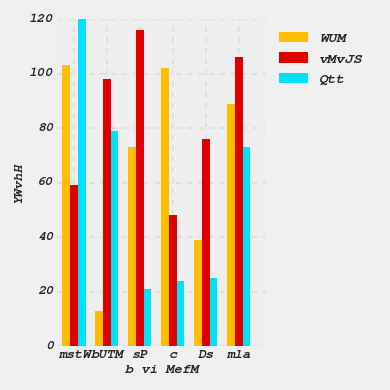 120
100
80
60
40
20
0
YWvhH
WUM
vMvJS
Qtt
mst WbUTM sP c Ds mla
b vi MefM